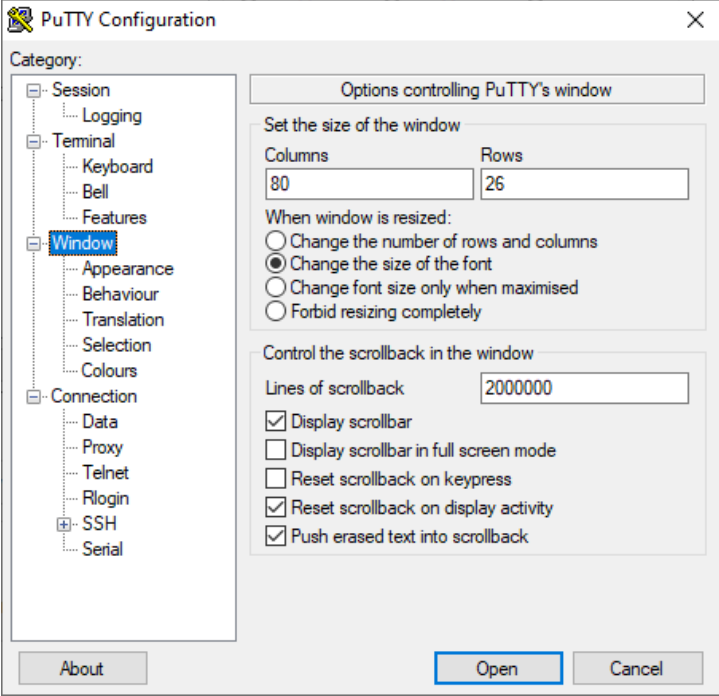 PuTTY Configuration
Category:
Session
Logging
Terminal
Keyboard
Bell
Features
Window
Appearance
Behaviour
Translation
Selection
Colours
Connection
Data
Proxy
Telnet
Rlogin
SSH
Serial
Options controlling PuTTY's window
Set the size of the window
Columns Rows
80 26
When window is resized:
Change the number of rows and columns
Change the size of the font
Change font size only when maximised
Forbid resizing completely
Control the scrollback in the window
Lines of scrollback 2000000
Display scrollbar
Display scrollbar in full screen mode
Reset scrollback on keypress
Reset scrollback on display activity
Push erased text into scrollback
About Open Cancel